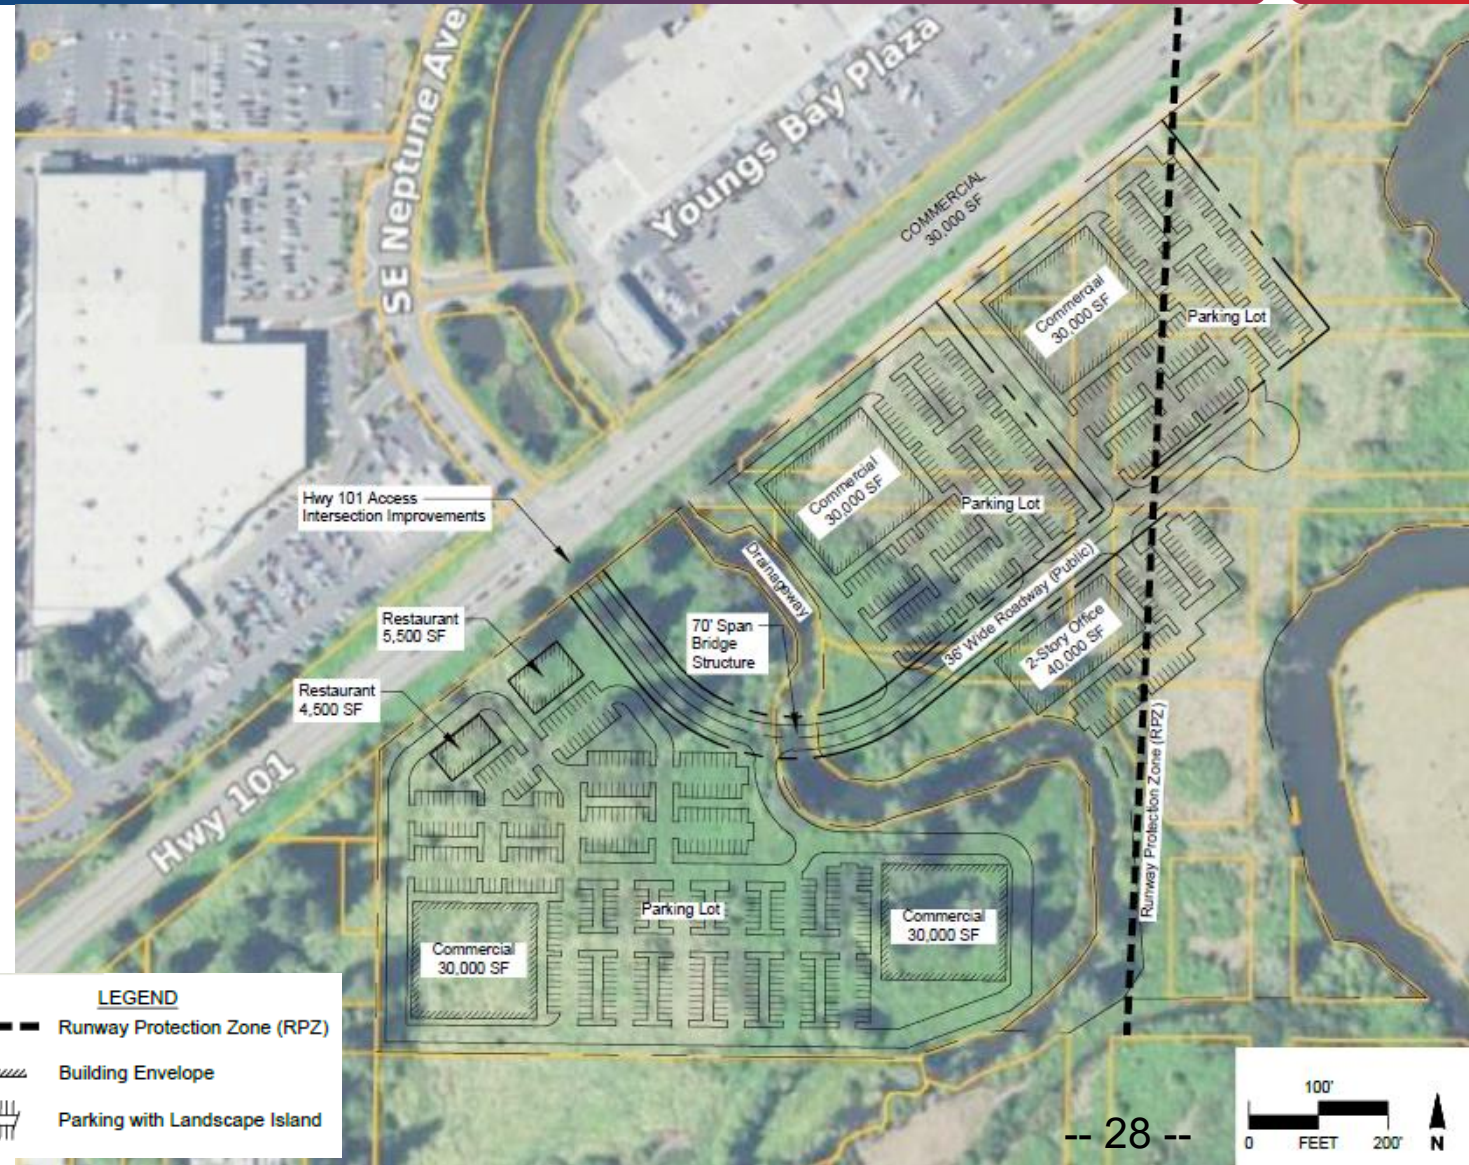 SE Neptune Ave
Youngs Bay Plaza
COMMERCIAL
30,000 SF
Commercial
30,000 SF
Parking Lot
Commercial
30,000 SF
Parking Lot
Hwy 101 Access
Intersection Improvements
Drainageway
36' Wide Roadway (Public)
2-Story Office
40,000 SF
70' Span
Bridge
Structure
Restaurant
5,500 SF
Restaurant
4,500 SF
Hwy 101
Runway Protection Zone (RPZ)
Parking Lot
Commercial
30,000 SF
Commercial
30,000 SF
LEGEND
Runway Protection Zone (RPZ)
Building Envelope
Parking with Landscape Island
-- 28 --
100'
0 FEET 200'
N